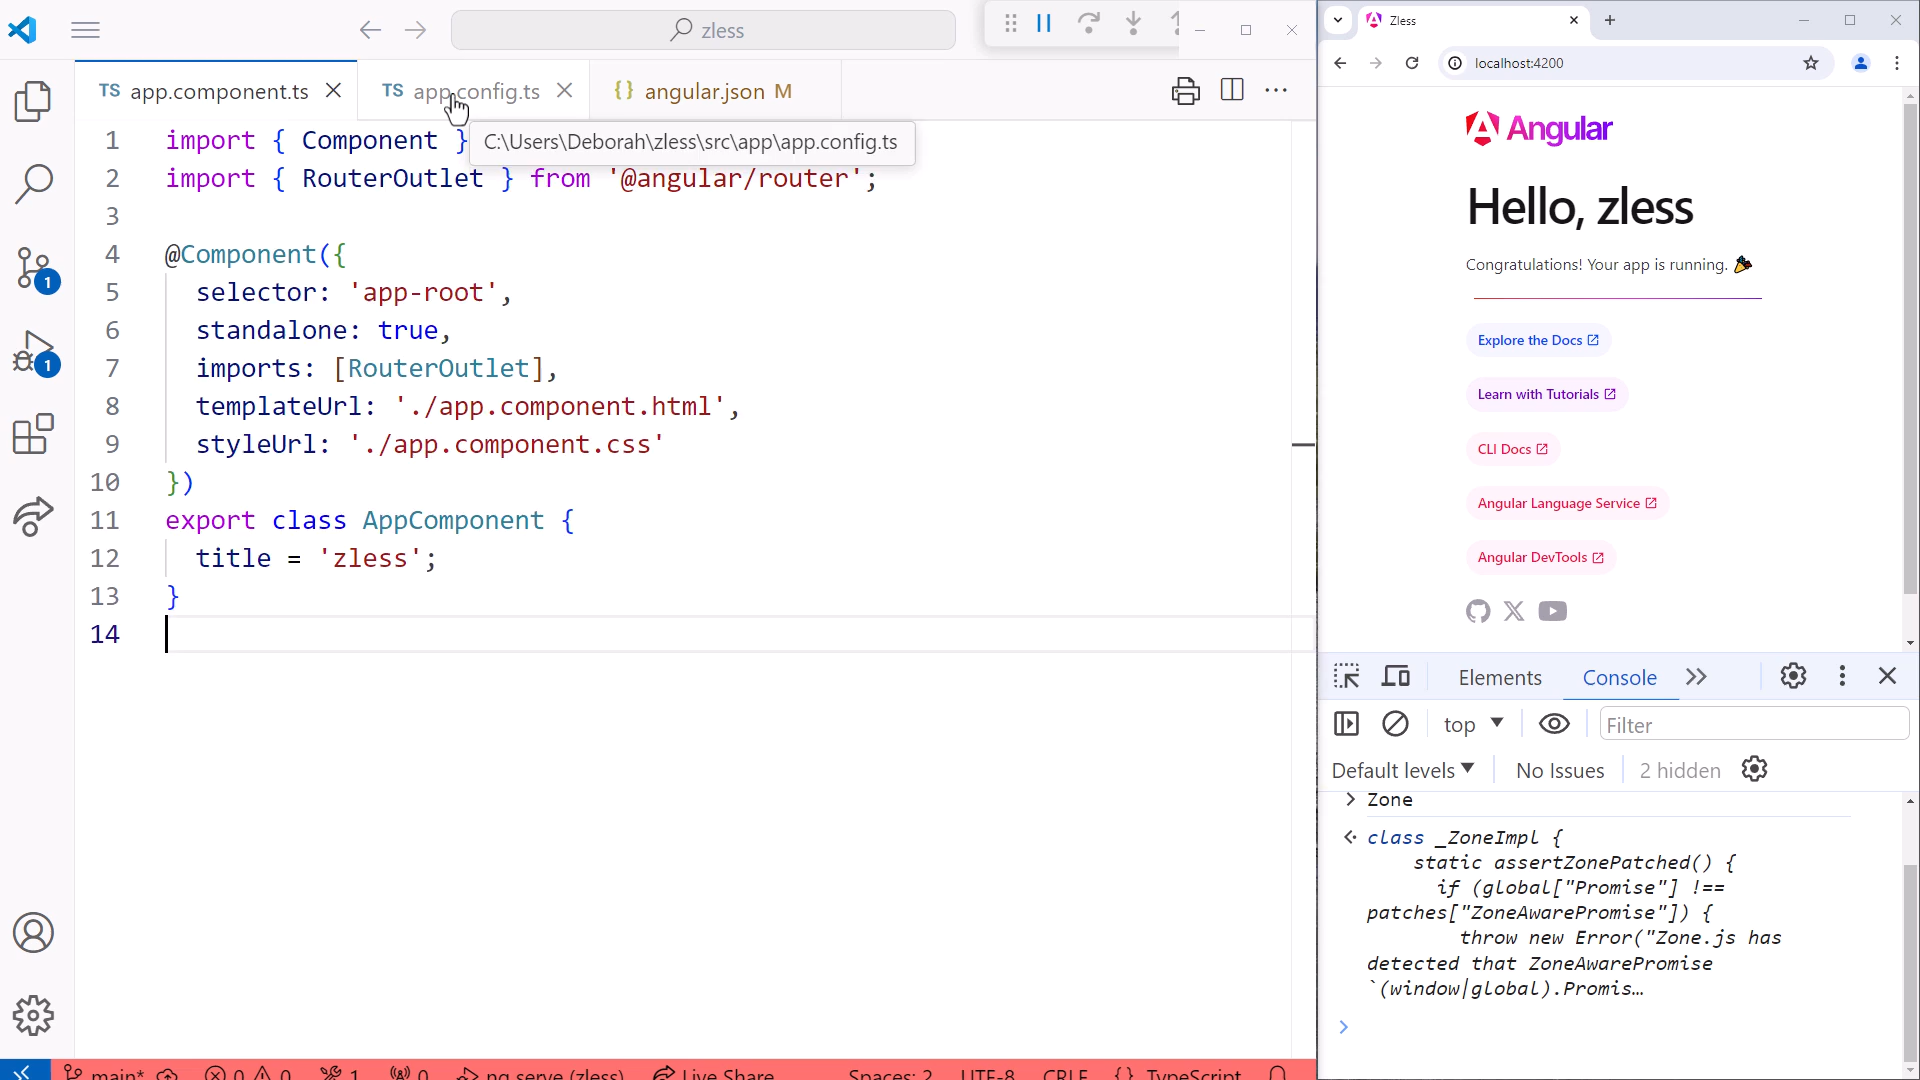 zless
TS app.component.ts
TS app.config.ts
{} angular.json M
C:\Users\Deborah\zless\src\app\app.config.ts
1 import { Component }
2 import { RouterOutlet } from '@angular/router';
3
4 @Component({
5 selector: 'app-root',
6 standalone: true,
7 imports: [RouterOutlet],
8 templateUrl: './app.component.html',
9 styleUrl: './app.component.css'
10 })
11 export class AppComponent {
12 title = 'zless';
13 }
14
1
1
main* 0 0 1 0 ng serve (zless) Live Share Spaces: 2 UTF-8 CRLF {} TypeScript
Zless
localhost:4200
Angular
Hello, zless
Congratulations! Your app is running.
Explore the Docs
Learn with Tutorials
CLI Docs
Angular Language Service
Angular DevTools
Elements Console
top Filter
Default levels No Issues 2 hidden
Zone
class _ZoneImpl {
static assertZonePatched() {
if (global["Promise"] !==
patches["ZoneAwarePromise"]) {
throw new Error("Zone.js has
detected that ZoneAwarePromise
`(window|global).Promis…